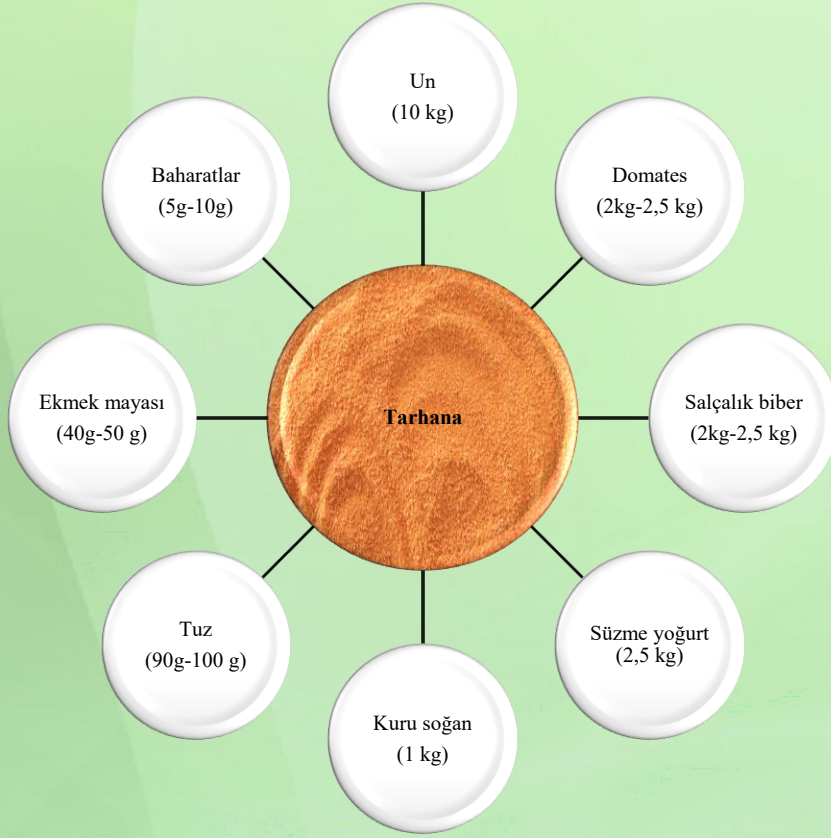 Un
(10 kg)
Domates
(2kg-2,5 kg)
Salçalık biber
(2kg-2,5 kg)
Süzme yoğurt
(2,5 kg)
Kuru soğan
(1 kg)
Tuz
(90g-100 g)
Ekmek mayası
(40g-50 g)
Baharatlar
(5g-10g)
Tarhana